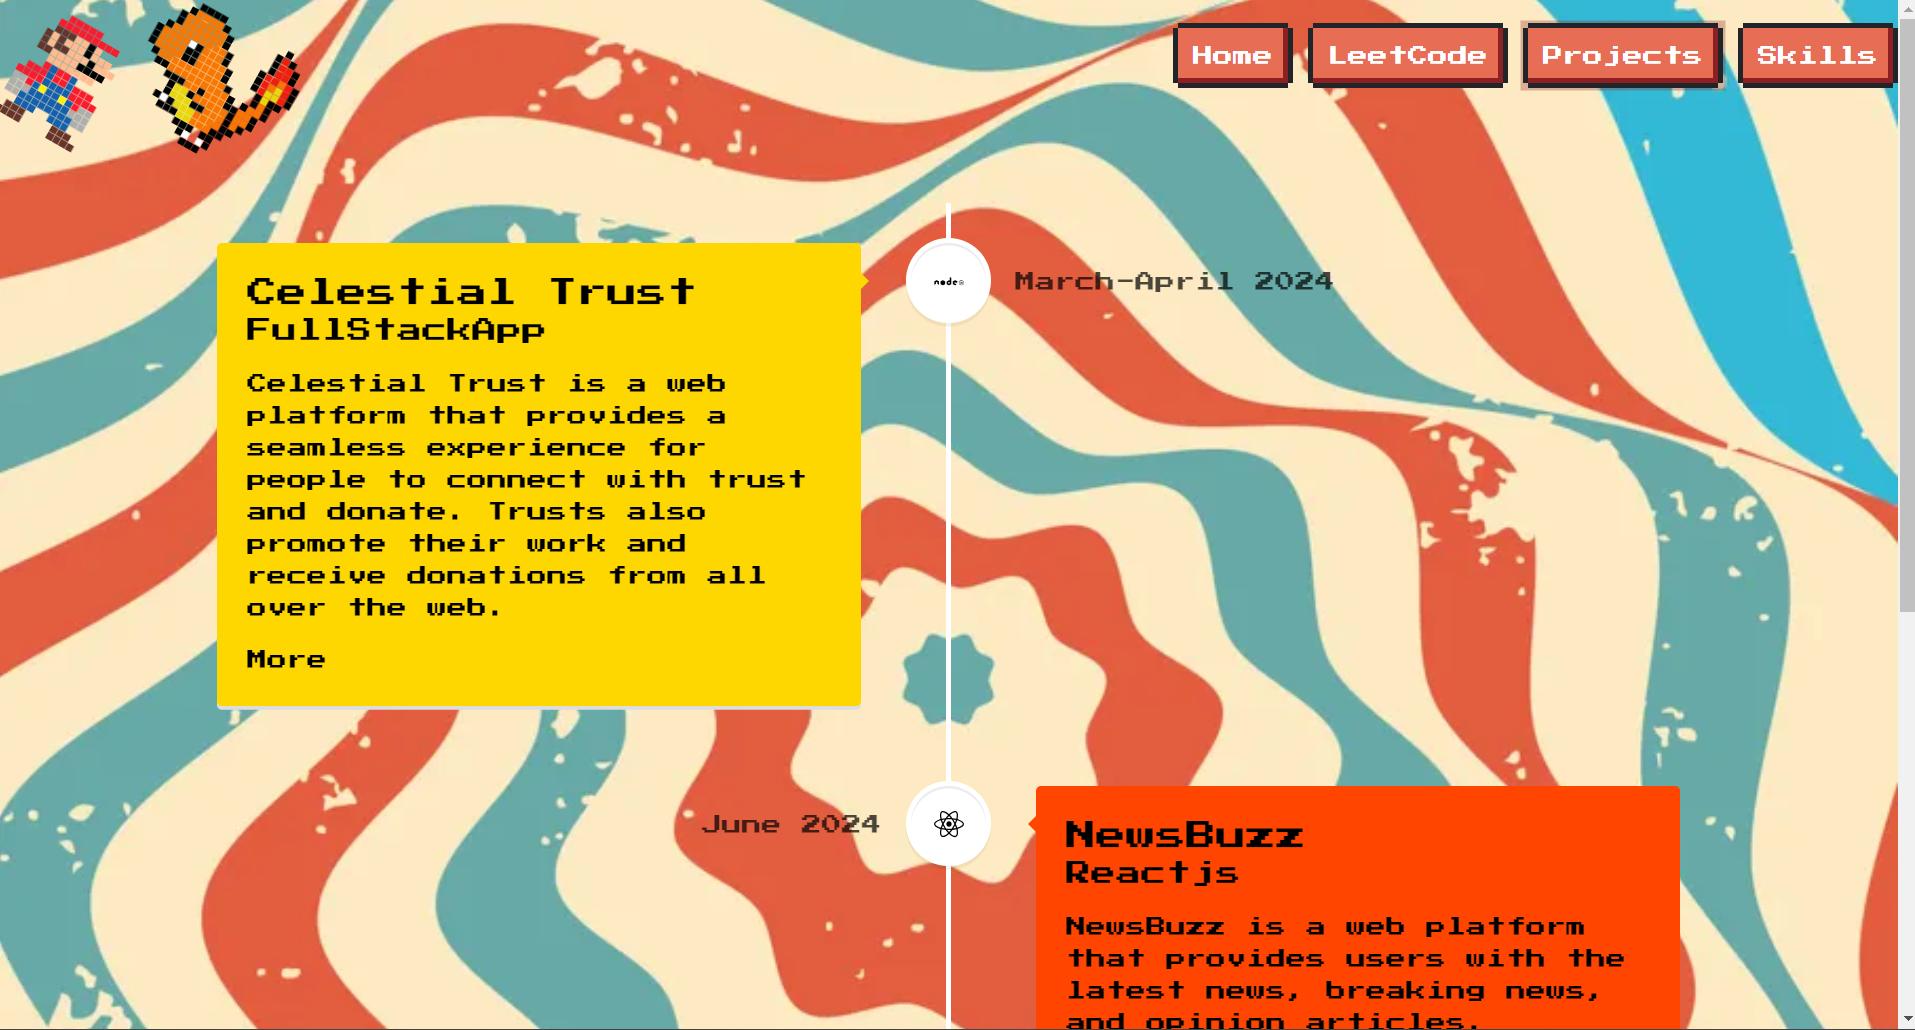 Home
LeetCode
Projects
Skills
Celestial Trust
FullStackApp
Celestial Trust is a web
platform that provides a
seamless experience for
people to connect with trust
and donate. Trusts also
promote their work and
receive donations from all
over the web.
More
node
March-April 2024
June 2024
NewsBuzz
Reactjs
NewsBuzz is a web platform
that provides users with the
latest news, breaking news,
and opinion articles.